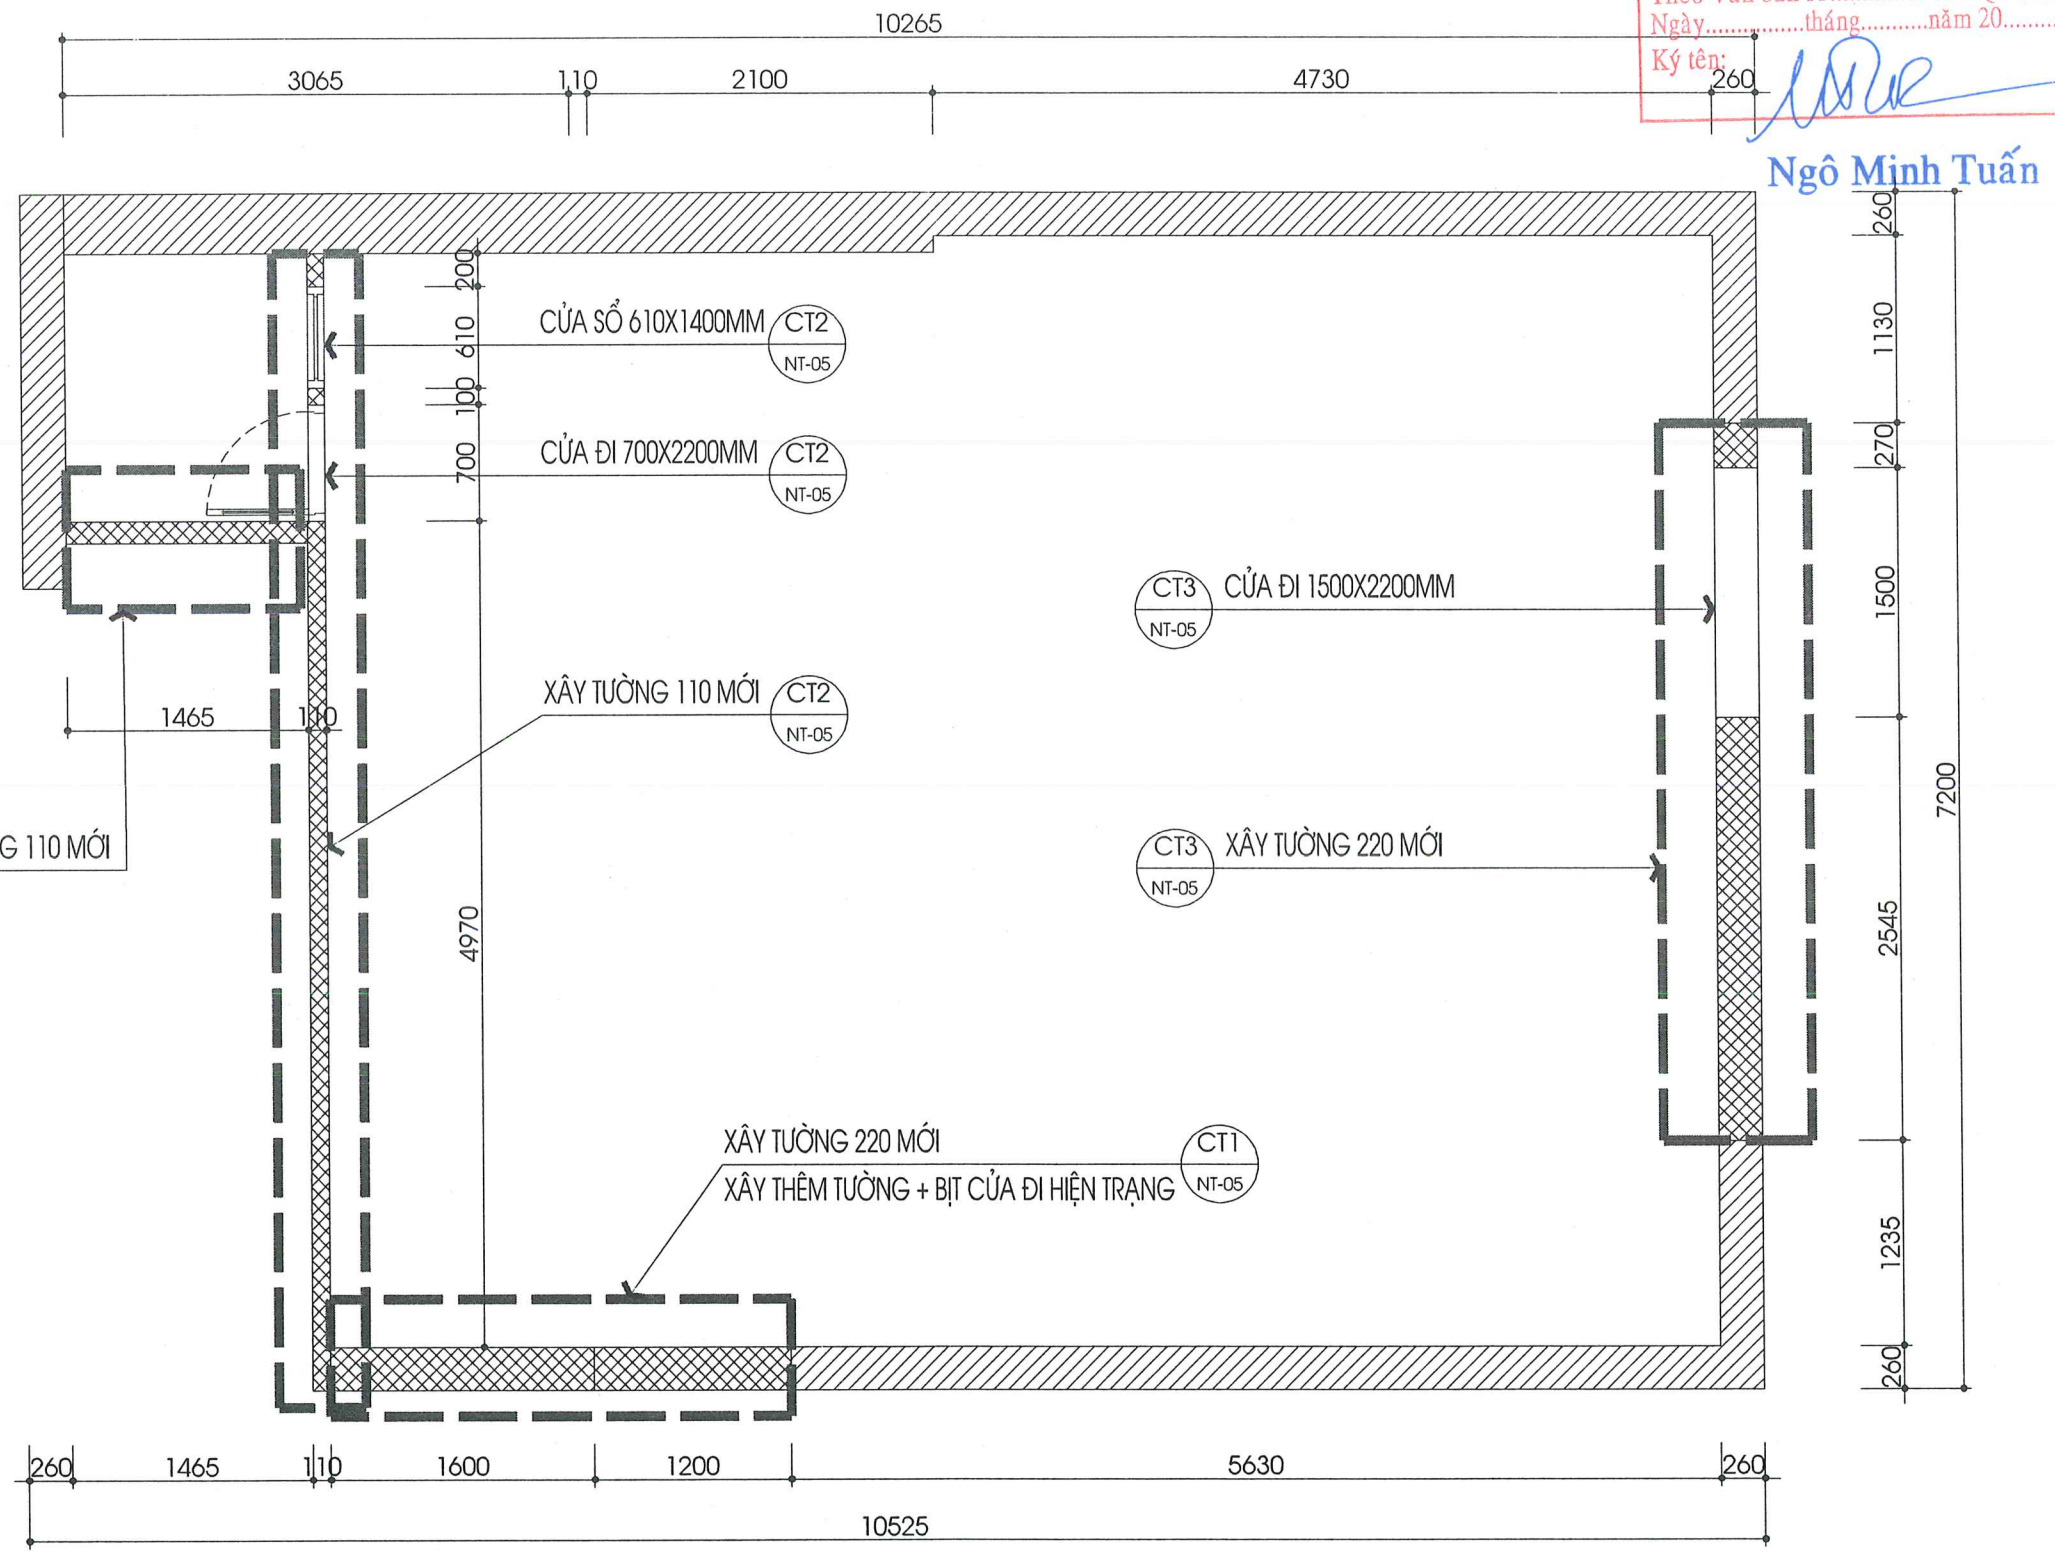 10265
Ngày...............tháng..........năm 20.........
Ký tên:
3065
110
2100
4730
260
Ngô Minh Tuấn
260
200
CỬA SỔ 610X1400MM
CT2
NT-05
610
1130
100
CỬA ĐI 700X2200MM
CT2
NT-05
700
270
CT3
NT-05
CỬA ĐI 1500X2200MM
1500
XÂY TƯỜNG 110 MỚI
CT2
NT-05
1465
110
7200
G 110 MỚI
CT3
NT-05
XÂY TƯỜNG 220 MỚI
4970
2545
XÂY TƯỜNG 220 MỚI
XÂY THÊM TƯỜNG + BỊT CỬA ĐI HIỆN TRẠNG
CT1
NT-05
1235
260
260
1465
110
1600
1200
5630
260
10525